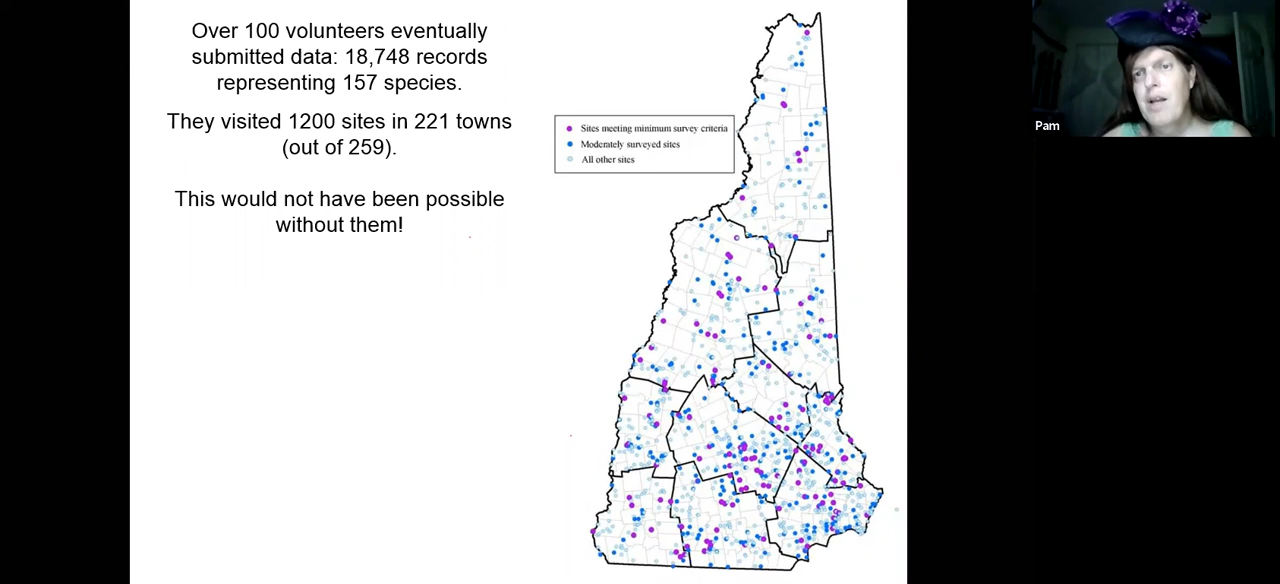 Over 100 volunteers eventually
submitted data: 18,748 records
representing 157 species.
They visited 1200 sites in 221 towns
(out of 259).
This would not have been possible
without them!
Sites meeting minimum survey criteria
Moderately surveyed sites
All other sites
Pam